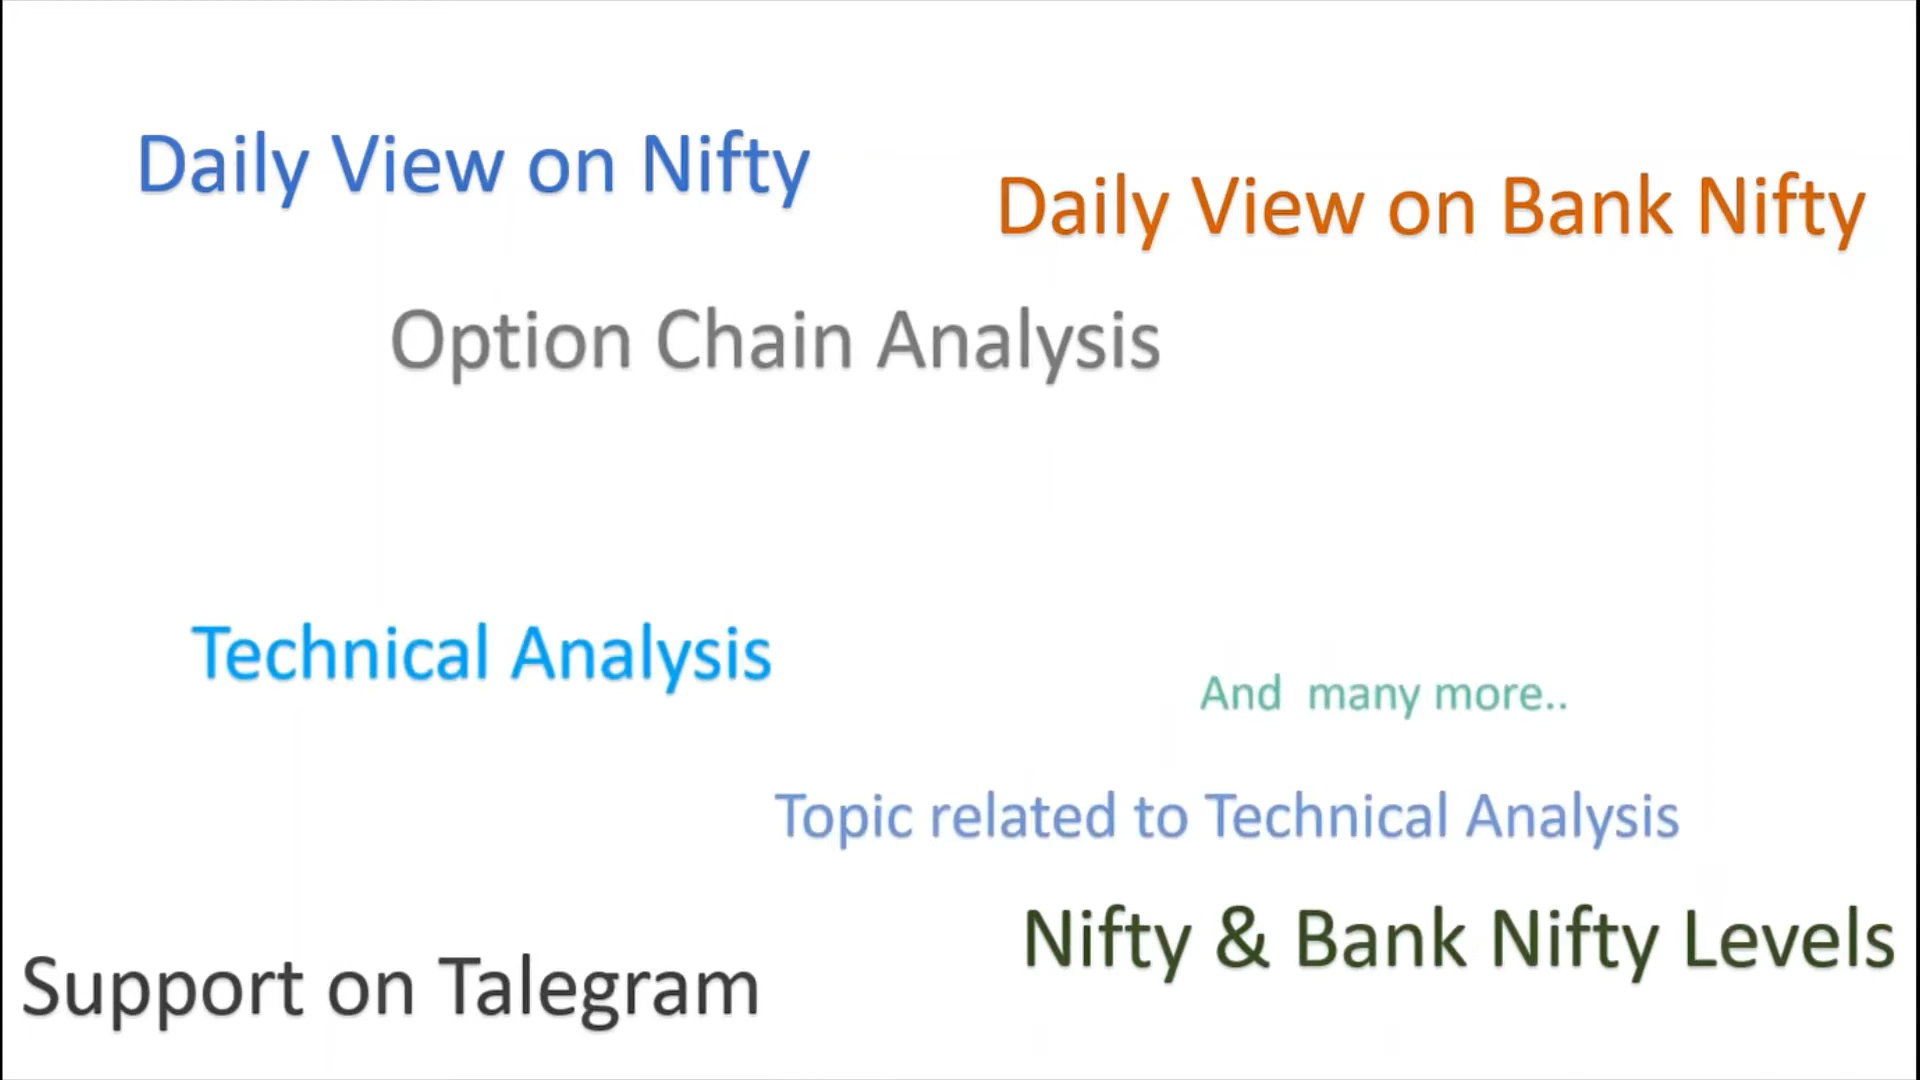 Daily View on Nifty
Daily View on Bank Nifty
Option Chain Analysis
Technical Analysis
And many more..
Topic related to Technical Analysis
Nifty & Bank Nifty Levels
Support on Talegram